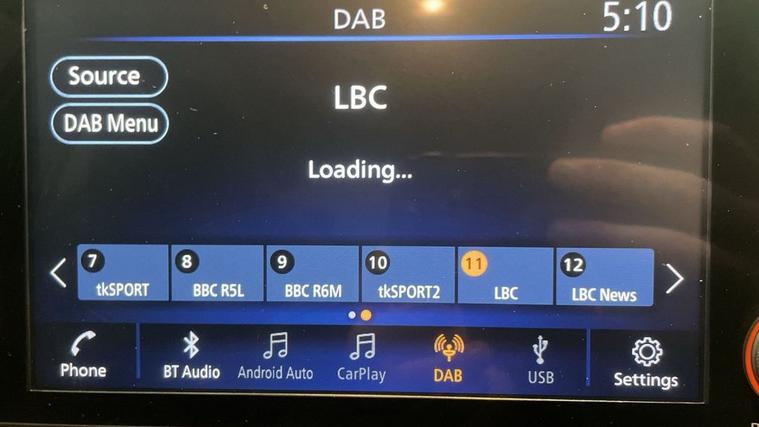 DAB
5:10
Source
LBC
DAB Menu
Loading...
7
tkSPORT
8
BBC R5L
9
BBC R6M
10
tkSPORT2
11
LBC
12
LBC News
Phone
BT Audio
Android Auto
CarPlay
DAB
USB
Settings